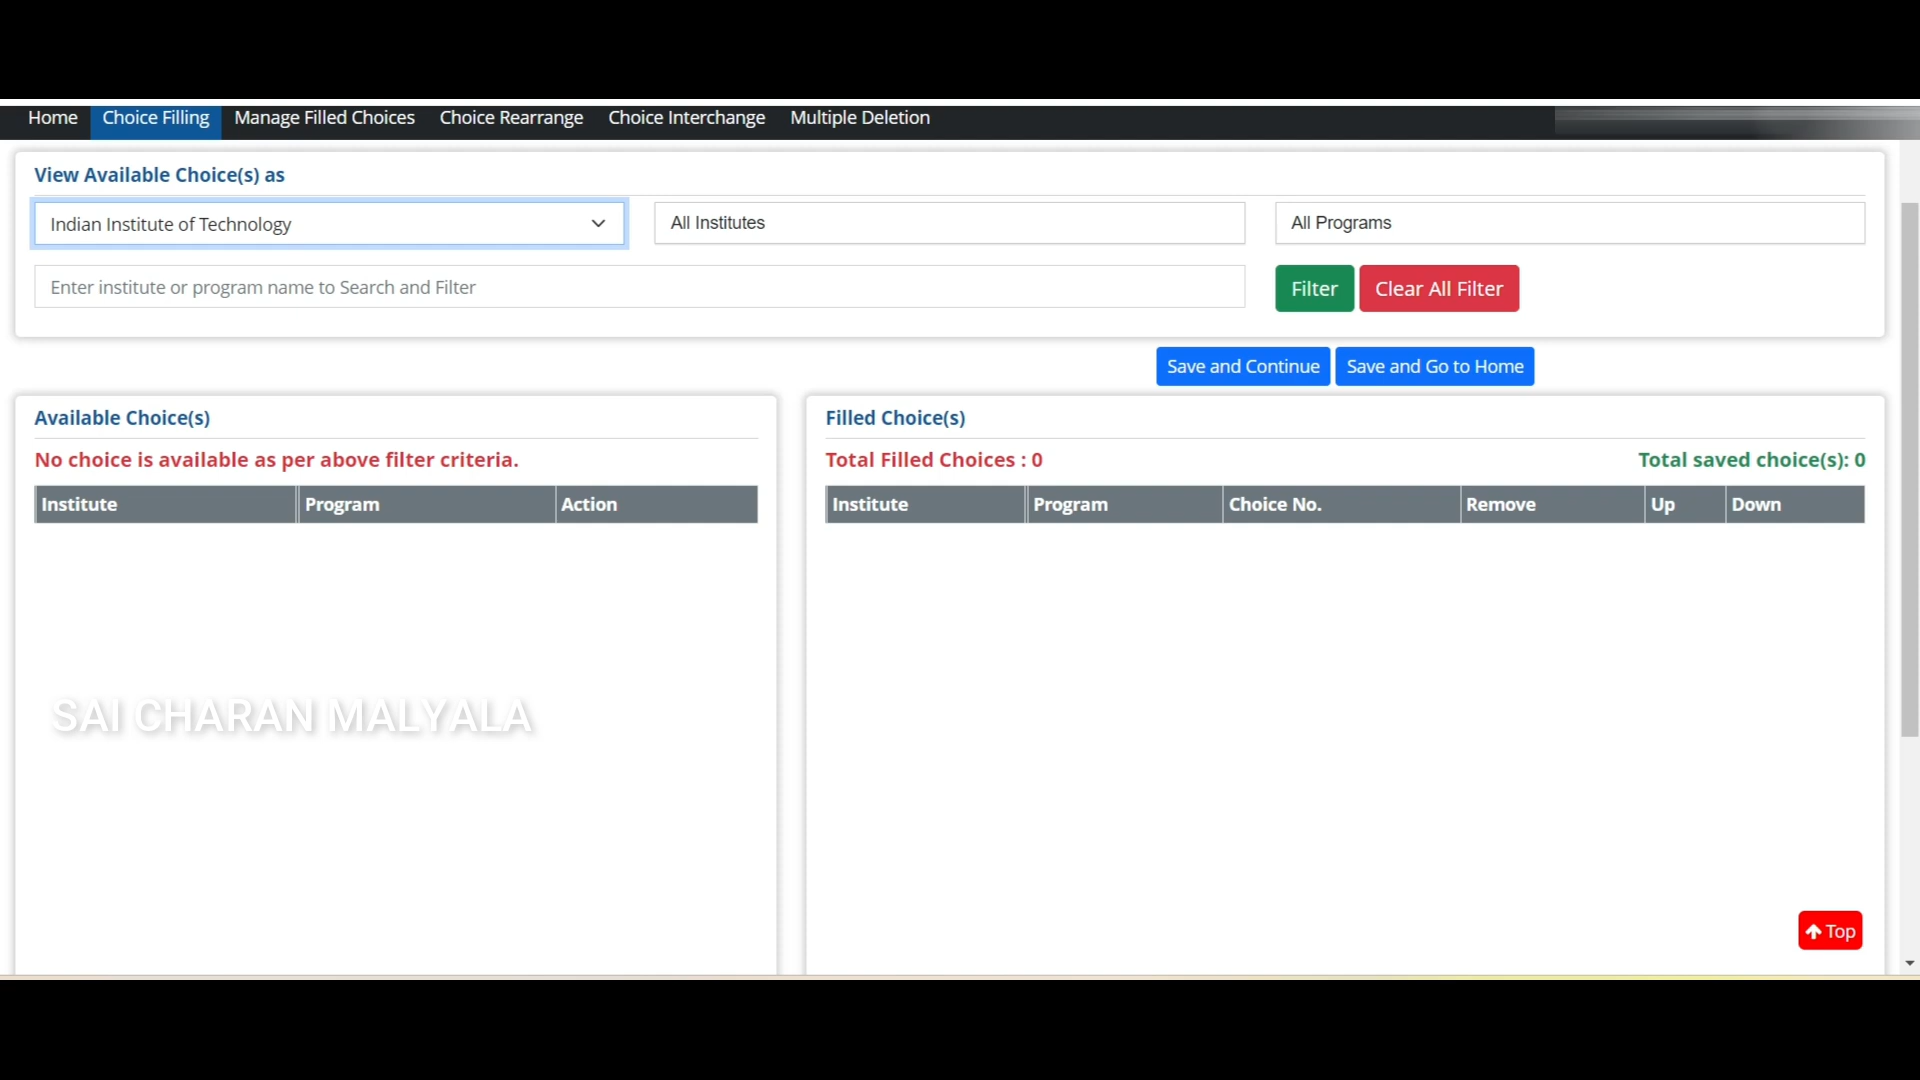 Home Choice Filling Manage Filled Choices Choice Rearrange Choice Interchange Multiple Deletion
View Available Choice(s) as
Indian Institute of Technology All Institutes All Programs
Enter institute or program name to Search and Filter Filter Clear All Filter
Save and Continue Save and Go to Home
Available Choice(s) Filled Choice(s)
No choice is available as per above filter criteria. Total Filled Choices : 0 Total saved choice(s): 0
Institute Program Action Institute Program Choice No. Remove Up Down
SAI CHARAN MALYALA
Top